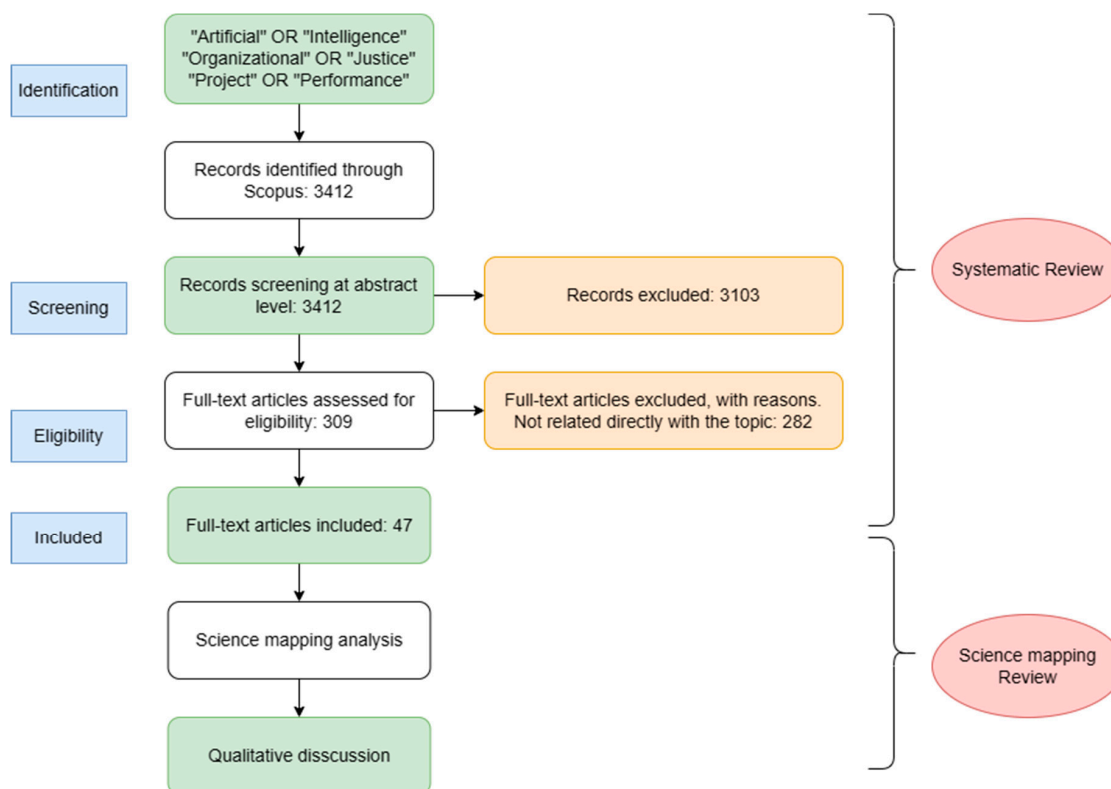 "Artificial" OR "Intelligence"
"Organizational" OR "Justice"
"Project" OR "Performance"
Identification
Records identified through
Scopus: 3412
Records screening at abstract
level: 3412
Records excluded: 3103
Screening
Systematic Review
Full-text articles assessed for
eligibility: 309
Full-text articles excluded, with reasons.
Not related directly with the topic: 282
Eligibility
Full-text articles included: 47
Included
Science mapping analysis
Science mapping
Review
Qualitative disscussion